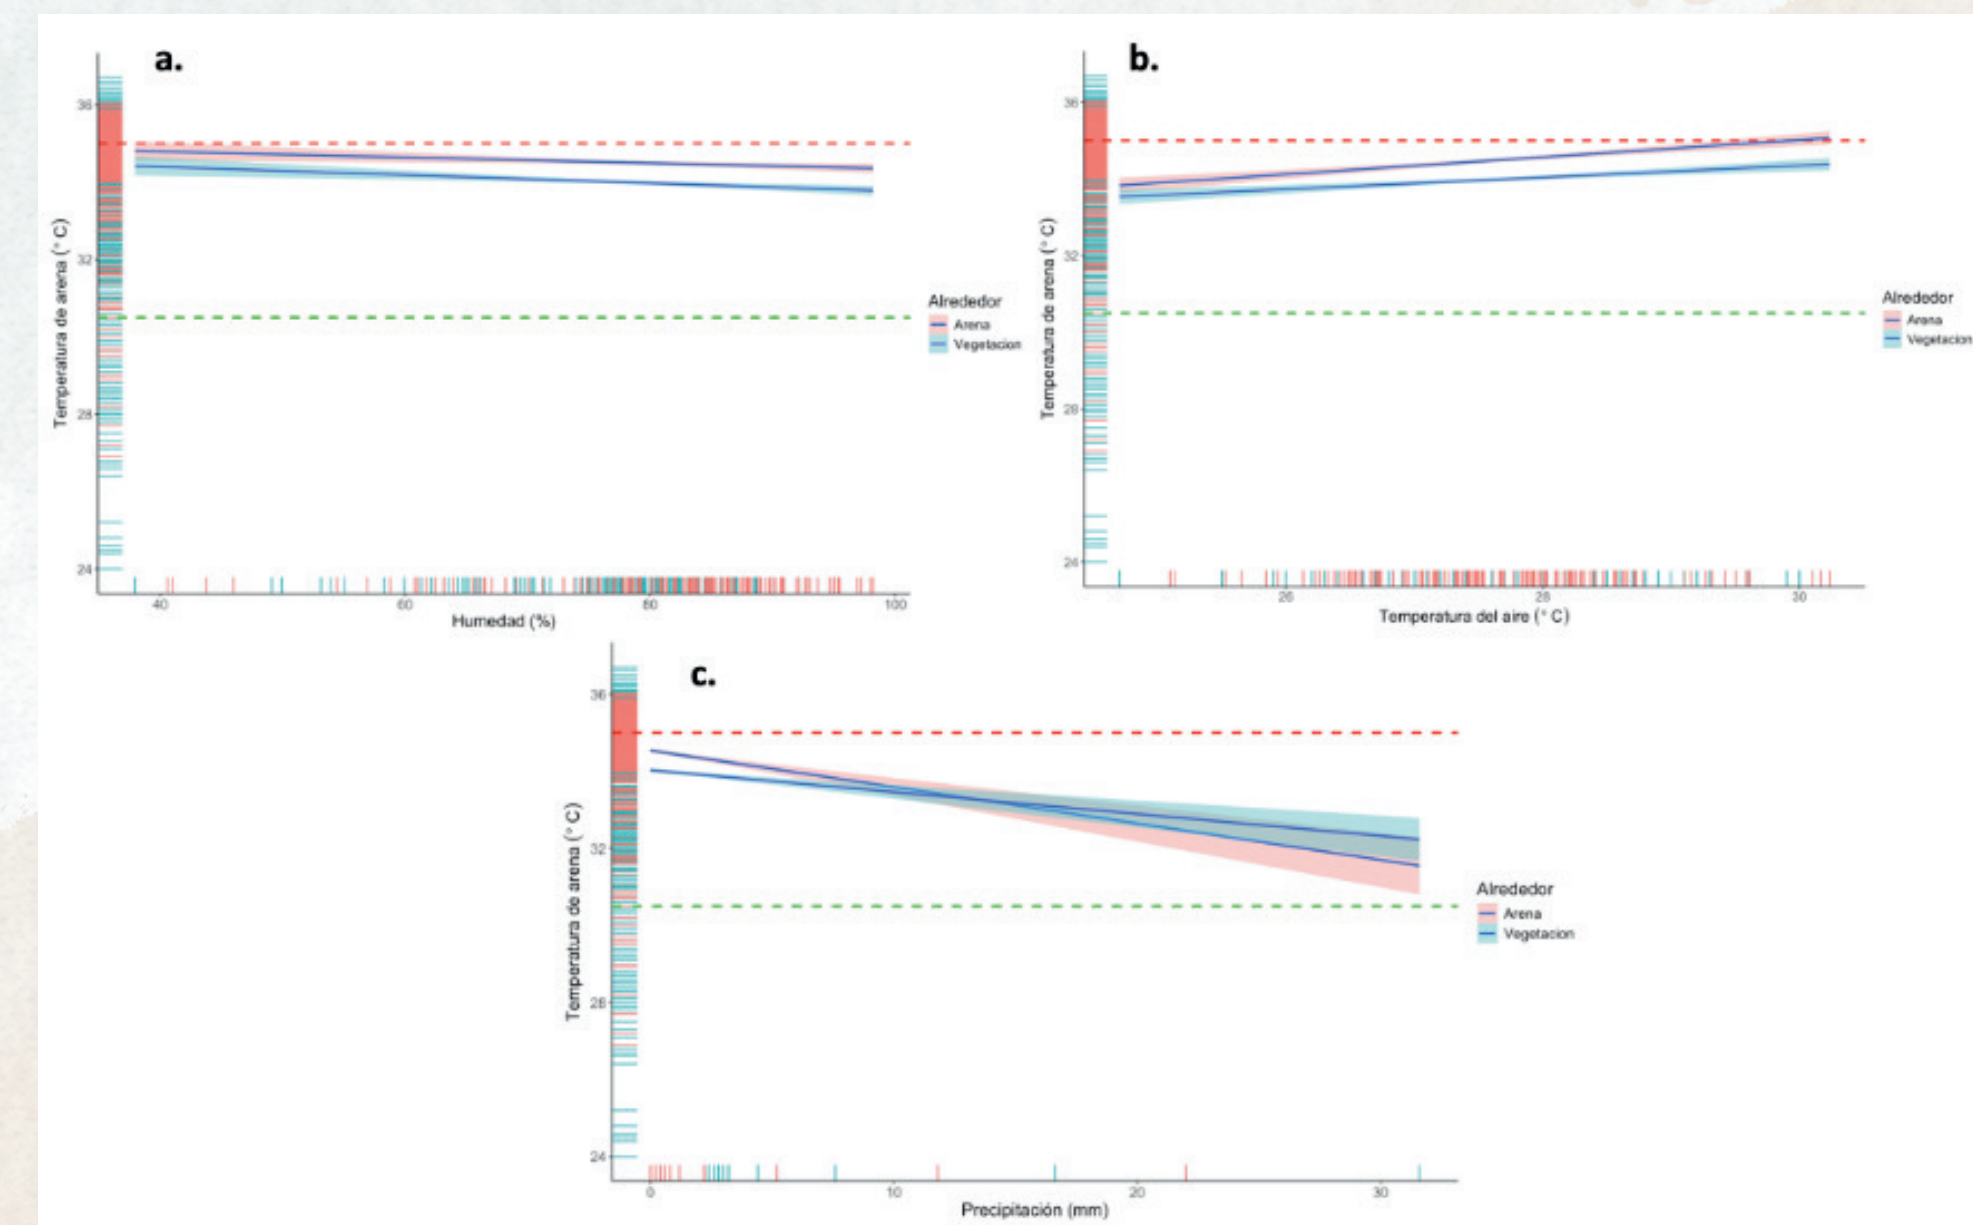 a.
36
32
28
24
Temperatura de arena (° C)
40
60
80
100
Humedad (%)
Alrededor
Arena
Vegetacion
b.
36
32
28
24
Temperatura de arena (° C)
26
28
30
Temperatura del aire (° C)
Alrededor
Arena
Vegetacion
c.
36
32
28
24
Temperatura de arena (° C)
0
10
20
30
Precipitación (mm)
Alrededor
Arena
Vegetacion